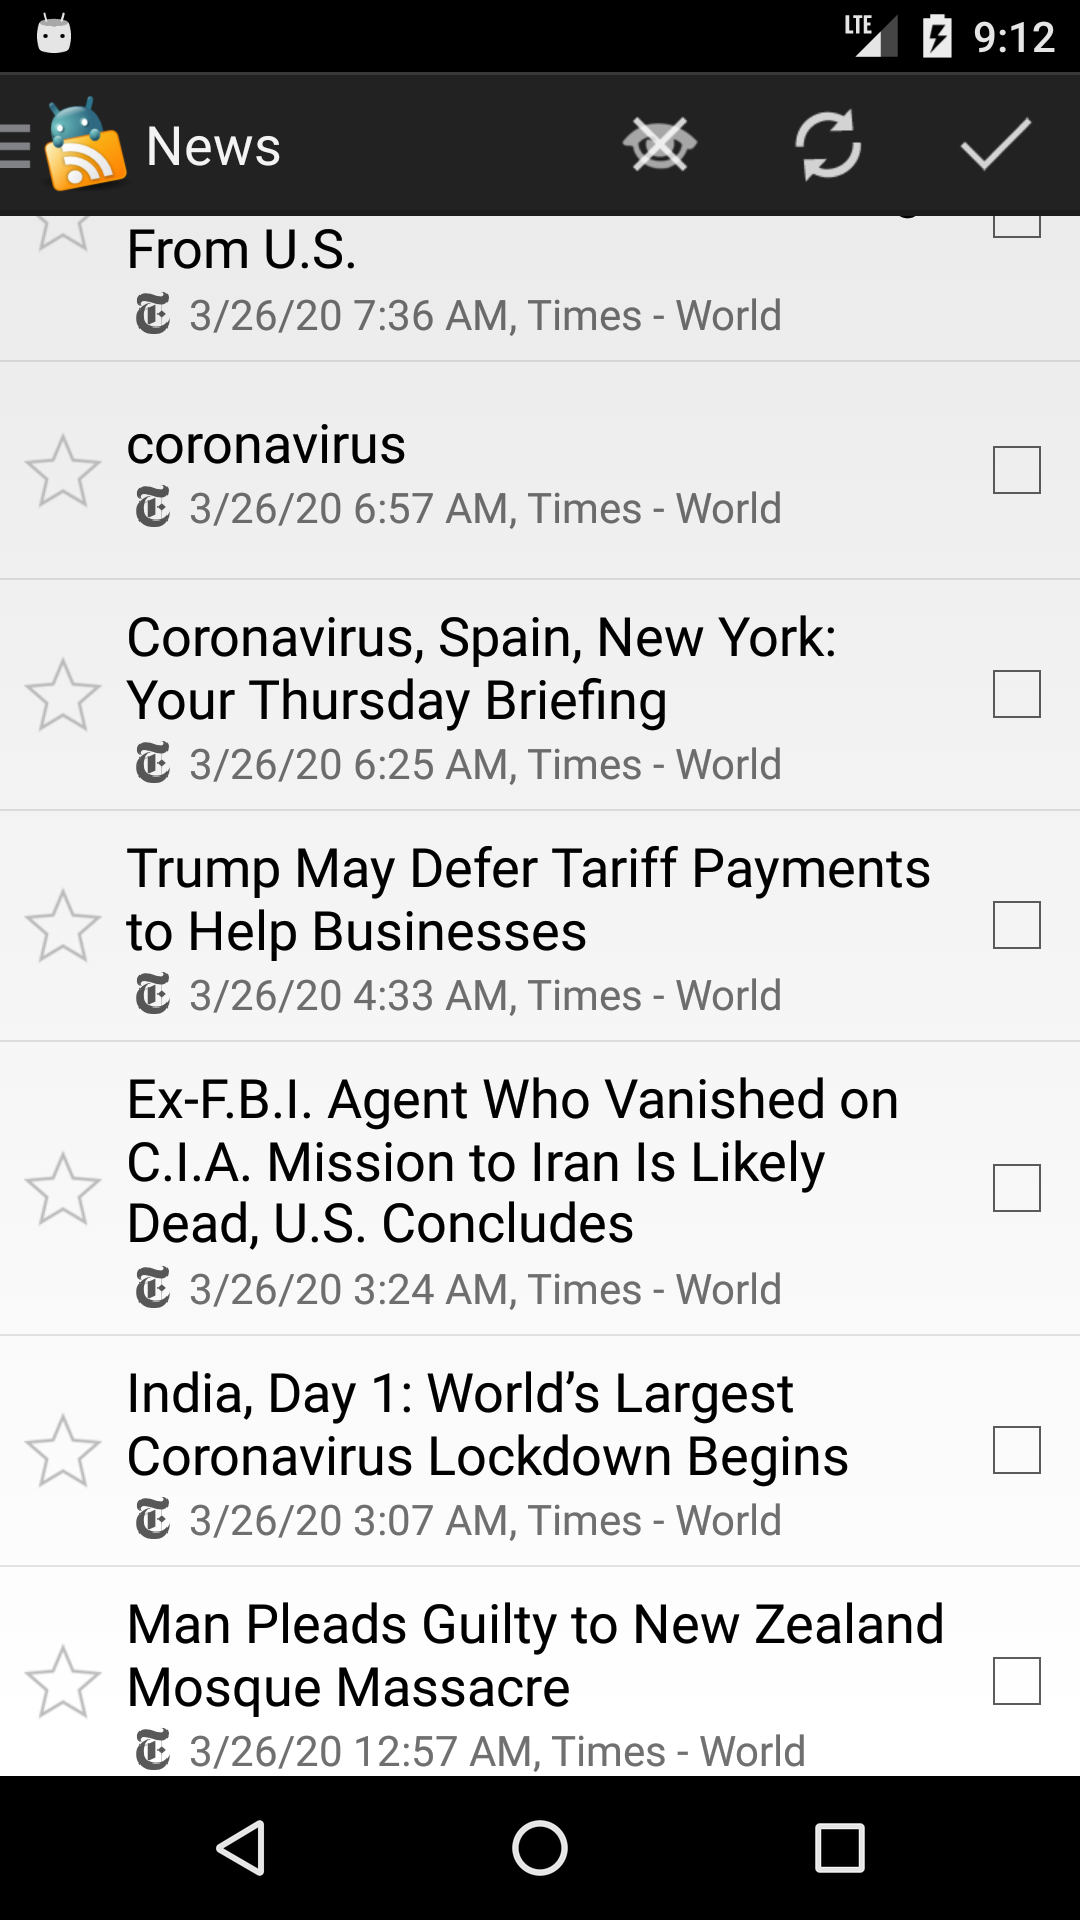 LTE 9:12
News
From U.S.
3/26/20 7:36 AM, Times - World
coronavirus
3/26/20 6:57 AM, Times - World
Coronavirus, Spain, New York:
Your Thursday Briefing
3/26/20 6:25 AM, Times - World
Trump May Defer Tariff Payments
to Help Businesses
3/26/20 4:33 AM, Times - World
Ex-F.B.I. Agent Who Vanished on
C.I.A. Mission to Iran Is Likely
Dead, U.S. Concludes
3/26/20 3:24 AM, Times - World
India, Day 1: World’s Largest
Coronavirus Lockdown Begins
3/26/20 3:07 AM, Times - World
Man Pleads Guilty to New Zealand
Mosque Massacre
3/26/20 12:57 AM, Times - World